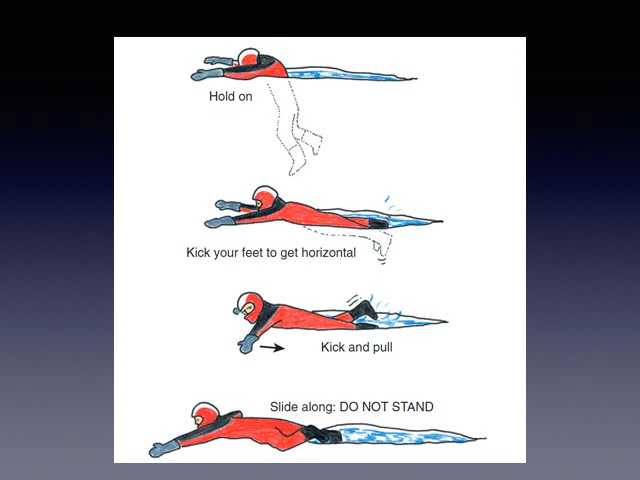 Hold on
Kick your feet to get horizontal
Kick and pull
Slide along: DO NOT STAND